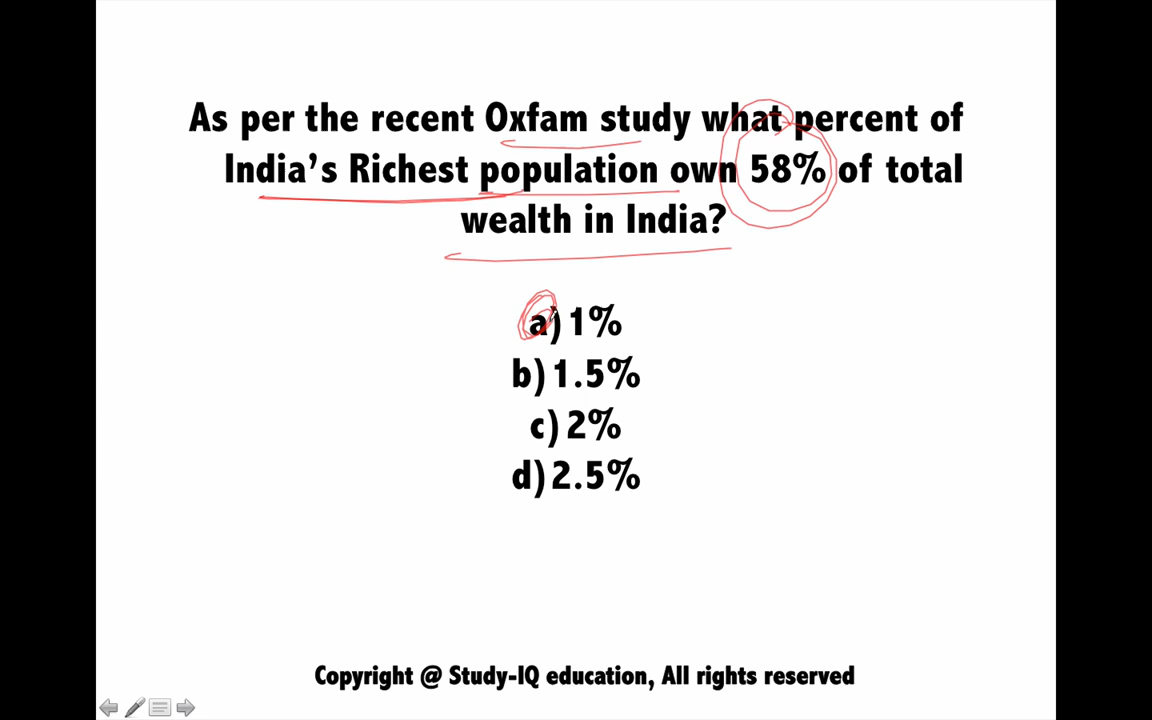 As per the recent Oxfam study what percent of
India's Richest population own 58% of total
wealth in India?
a) 1%
b) 1.5%
c) 2%
d) 2.5%
Copyright @ Study-IQ education, All rights reserved